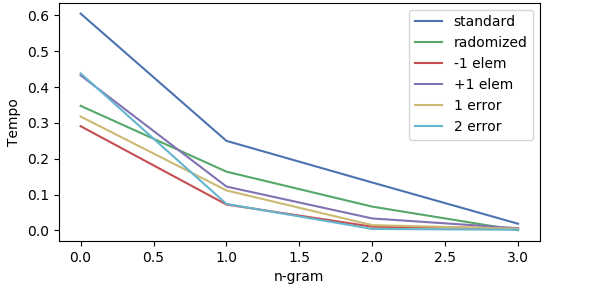 0.6
0.5
0.4
0.3
0.2
0.1
0.0
Tempo
standard
radomized
-1 elem
+1 elem
1 error
2 error
0.0 0.5 1.0 1.5 2.0 2.5 3.0
n-gram